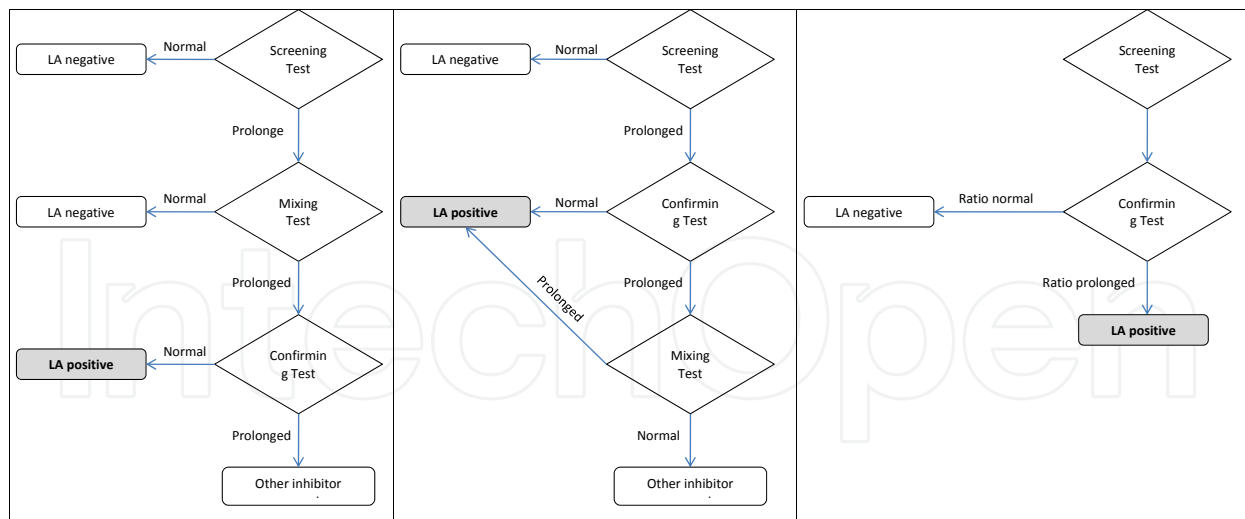 Screening
Test
Normal
LA negative
Prolonge
Mixing
Test
Normal
LA negative
Prolonged
Confirmin
g Test
Normal
LA positive
Prolonged
Other inhibitor
Screening
Test
Normal
LA negative
Prolonged
Confirmin
g Test
Normal
LA positive
Prolonged
Prolonged
Mixing
Test
Normal
Other inhibitor
Screening
Test
Confirmin
g Test
Ratio normal
LA negative
Ratio prolonged
LA positive
IntechOpen